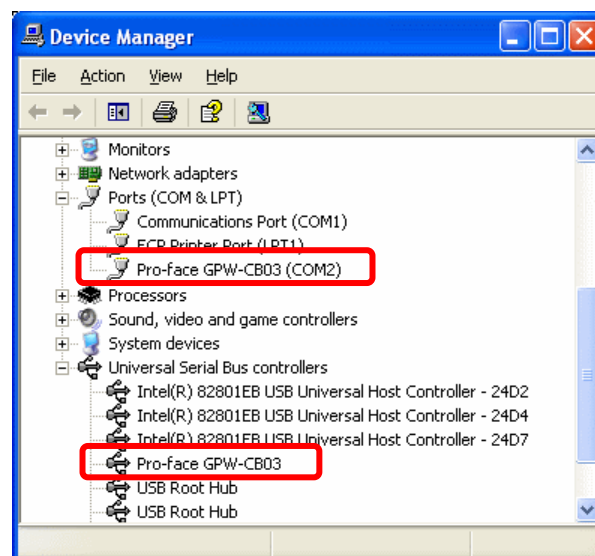 Device Manager
File Action View Help
Monitors
Network adapters
Ports (COM & LPT)
Communications Port (COM1)
ECP Printer Port (LPT1)
Pro-face GPW-CB03 (COM2)
Processors
Sound, video and game controllers
System devices
Universal Serial Bus controllers
Intel(R) 82801EB USB Universal Host Controller - 24D2
Intel(R) 82801EB USB Universal Host Controller - 24D4
Intel(R) 82801EB USB Universal Host Controller - 24D7
Pro-face GPW-CB03
USB Root Hub
USB Root Hub